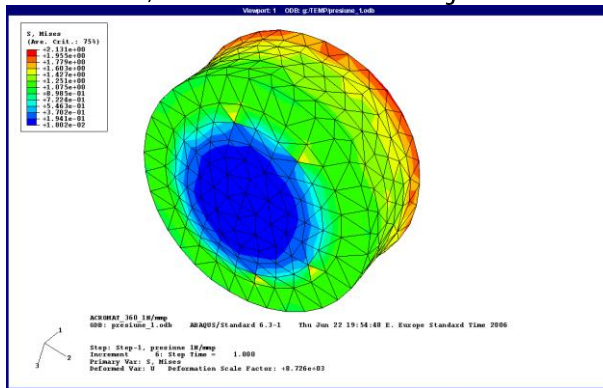 Viewport: 1 ODB: g:/TEMP/presiune_1.odb
S, Mises
(Ave. Crit.: 75%)
+2.131e+00
+1.955e+00
+1.779e+00
+1.603e+00
+1.427e+00
+1.251e+00
+1.075e+00
+8.985e-01
+7.224e-01
+5.463e-01
+3.702e-01
+1.941e-01
+1.802e-02
1
2
3
ACROMAT_360_1N/mmp
ODB: presiune_1.odb ABAQUS/Standard 6.3-1 Thu Jun 22 19:54:48 E. Europe Standard Time 2006
Step: Step-1, presiune 1N/mmp
Increment 6: Step Time = 1.000
Primary Var: S, Mises
Deformed Var: U Deformation Scale Factor: +8.726e+03